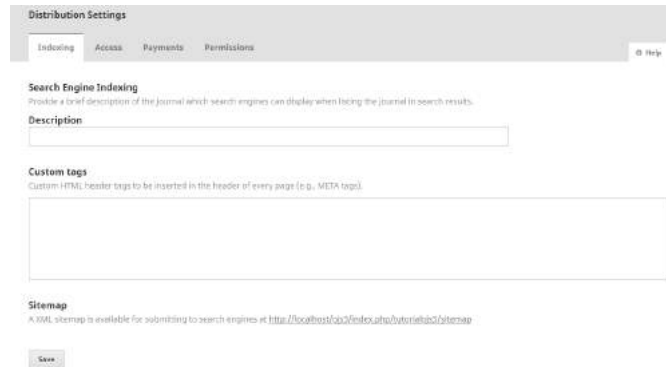 Distribution Settings
Indexing Access Payments Permissions
Help
Search Engine Indexing
Provide a brief description of the journal which search engines can display when listing the journal in search results.
Description
Custom tags
Custom HTML header tags to be inserted in the header of every page (e.g., META tags).
Sitemap
A XML sitemap is available for submitting to search engines at http://localhost/ojs3/index.php/tutorialojs3/sitemap
Save